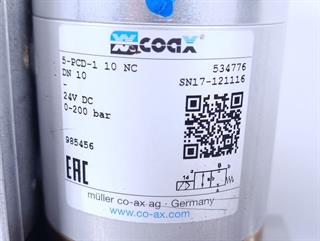 coax
5-PCD-1 10 NC 534776
DN 10 SN17-121116
-
24V DC
0-200 bar
985456
EAC
müller co-ax ag · Germany
www.co-ax.com